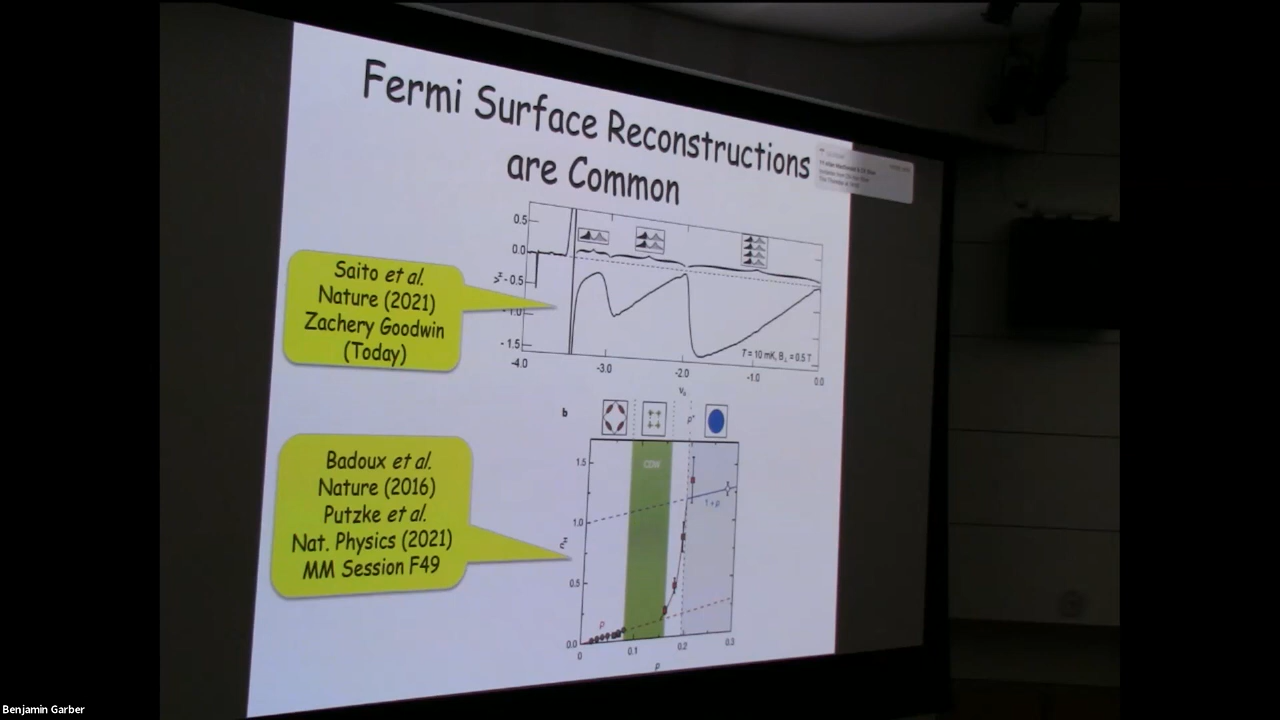 Fermi Surface Reconstructions
are Common
Saito et al.
Nature (2021)
Zachery Goodwin
(Today)
0.5
0.0
- 0.5
- 1.0
- 1.5
-4.0
-3.0
-2.0
-1.0
0.0
T = 10 mK, B⊥ = 0.5 T
b
p*
Badoux et al.
Nature (2016)
Putzke et al.
Nat. Physics (2021)
MM Session F49
CDW
1 + p
p
1.5
1.0
0.5
0.0
0
0.1
0.2
0.3
p
Benjamin Garber